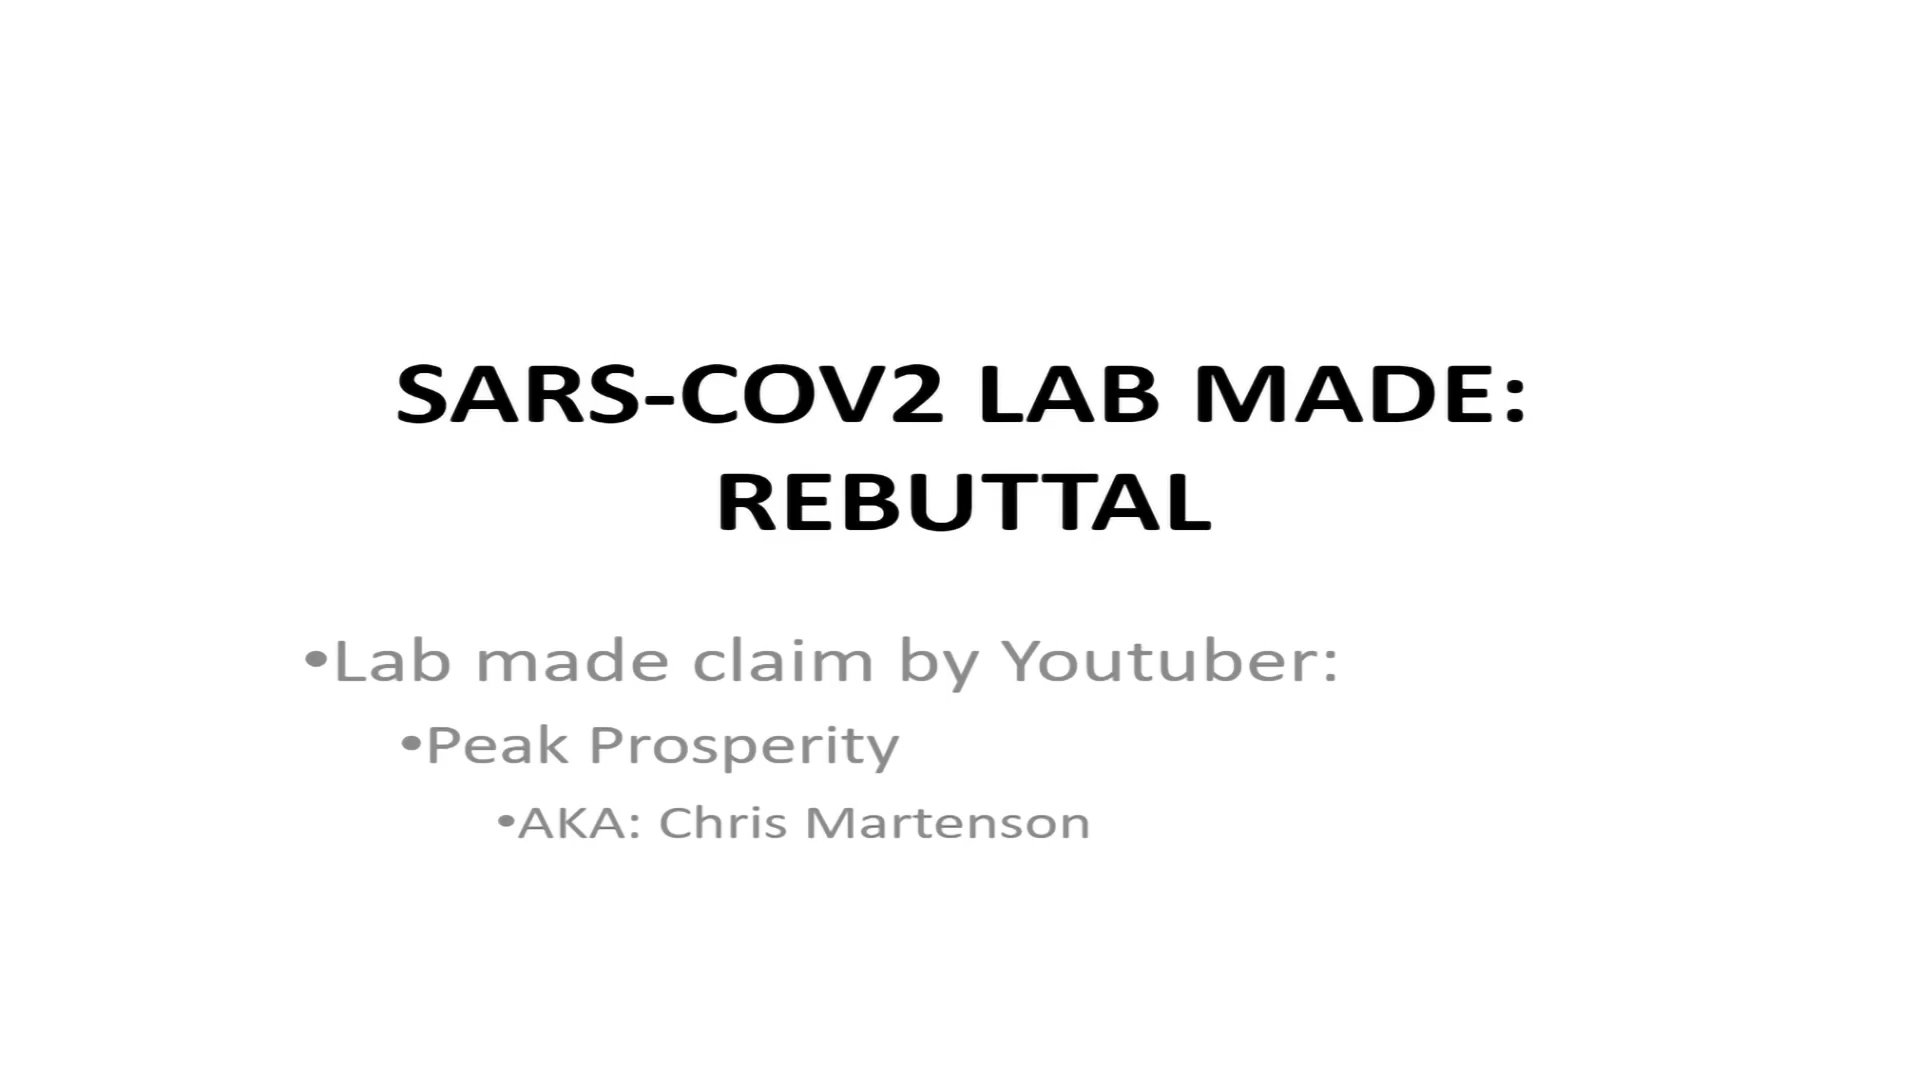 SARS-COV2 LAB MADE:
REBUTTAL
•Lab made claim by Youtuber:
•Peak Prosperity
•AKA: Chris Martenson